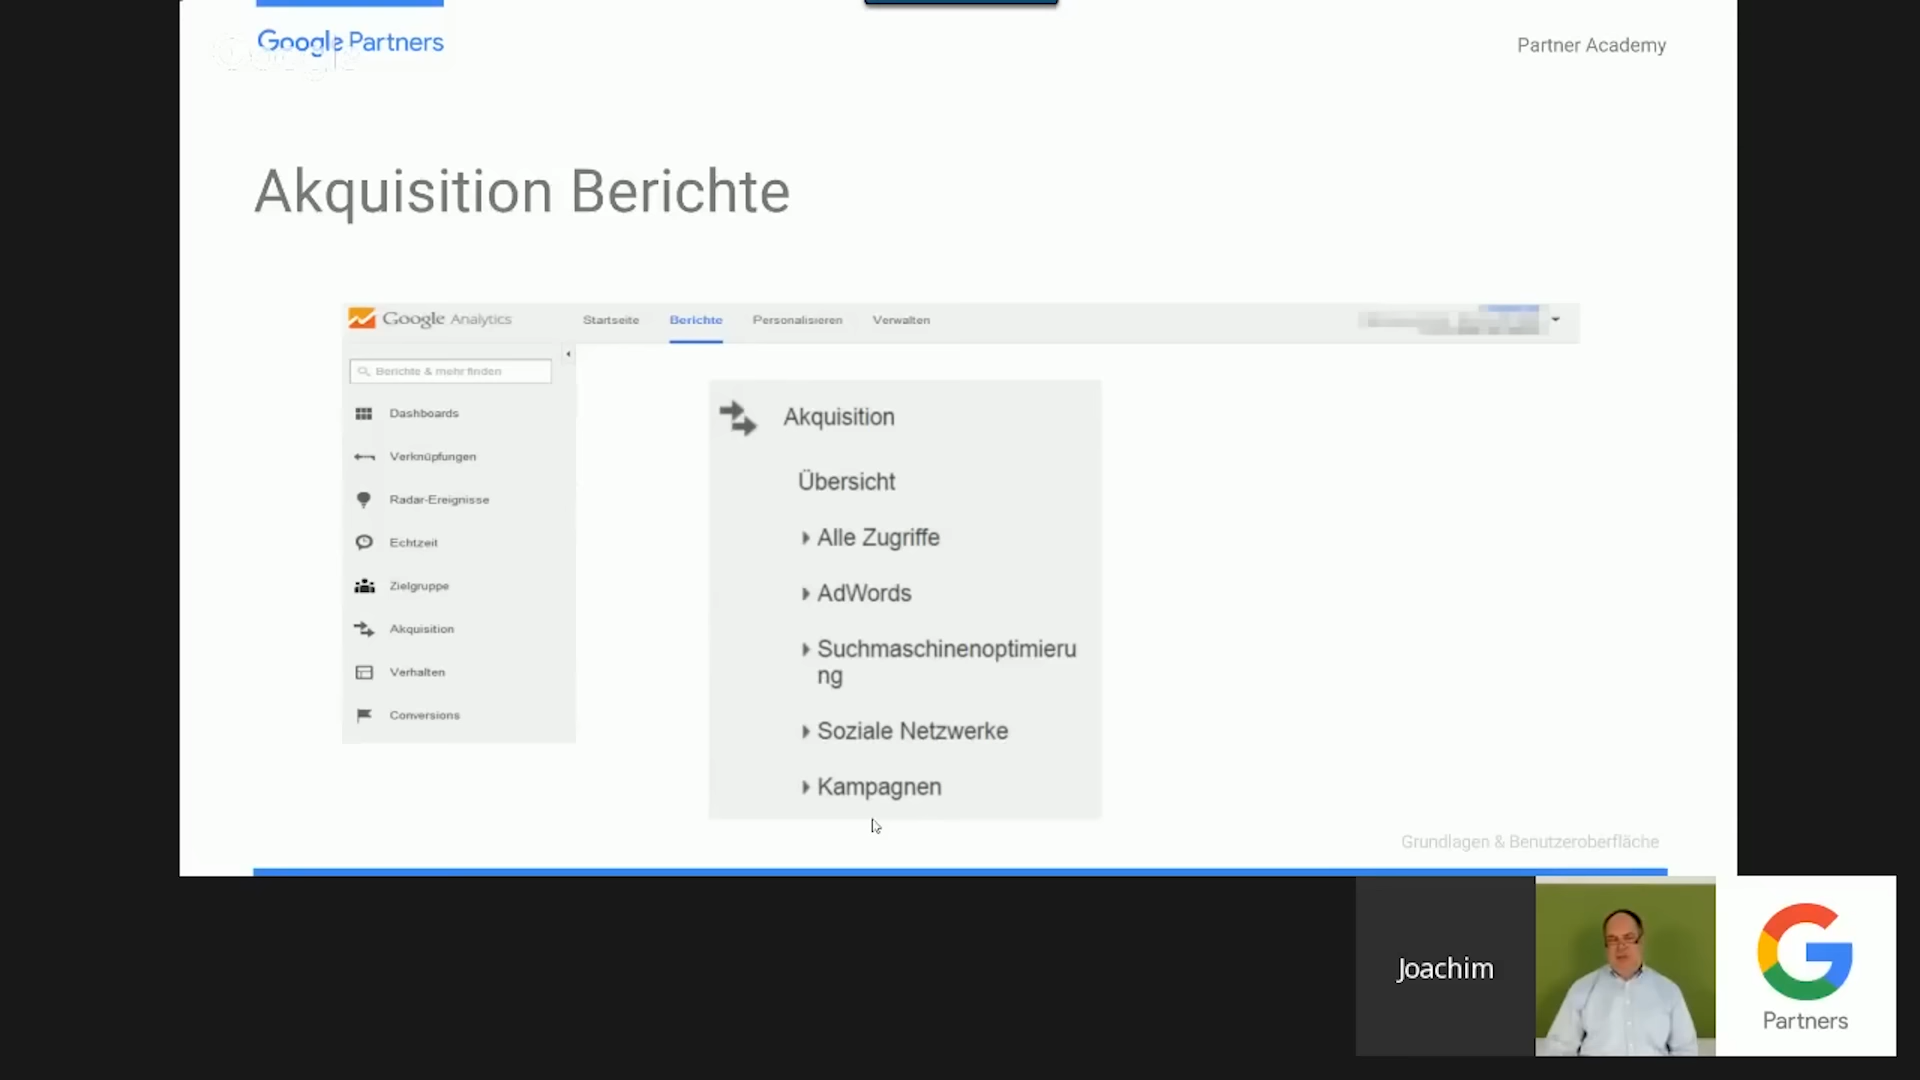 Google Partners
Partner Academy
Akquisition Berichte
Google Analytics
Startseite
Berichte
Personalisieren
Verwalten
Berichte & mehr finden
Dashboards
Verknüpfungen
Radar-Ereignisse
Echtzeit
Zielgruppe
Akquisition
Verhalten
Conversions
Akquisition
Übersicht
Alle Zugriffe
AdWords
Suchmaschinenoptimieru
ng
Soziale Netzwerke
Kampagnen
Grundlagen & Benutzeroberfläche
Joachim
Partners